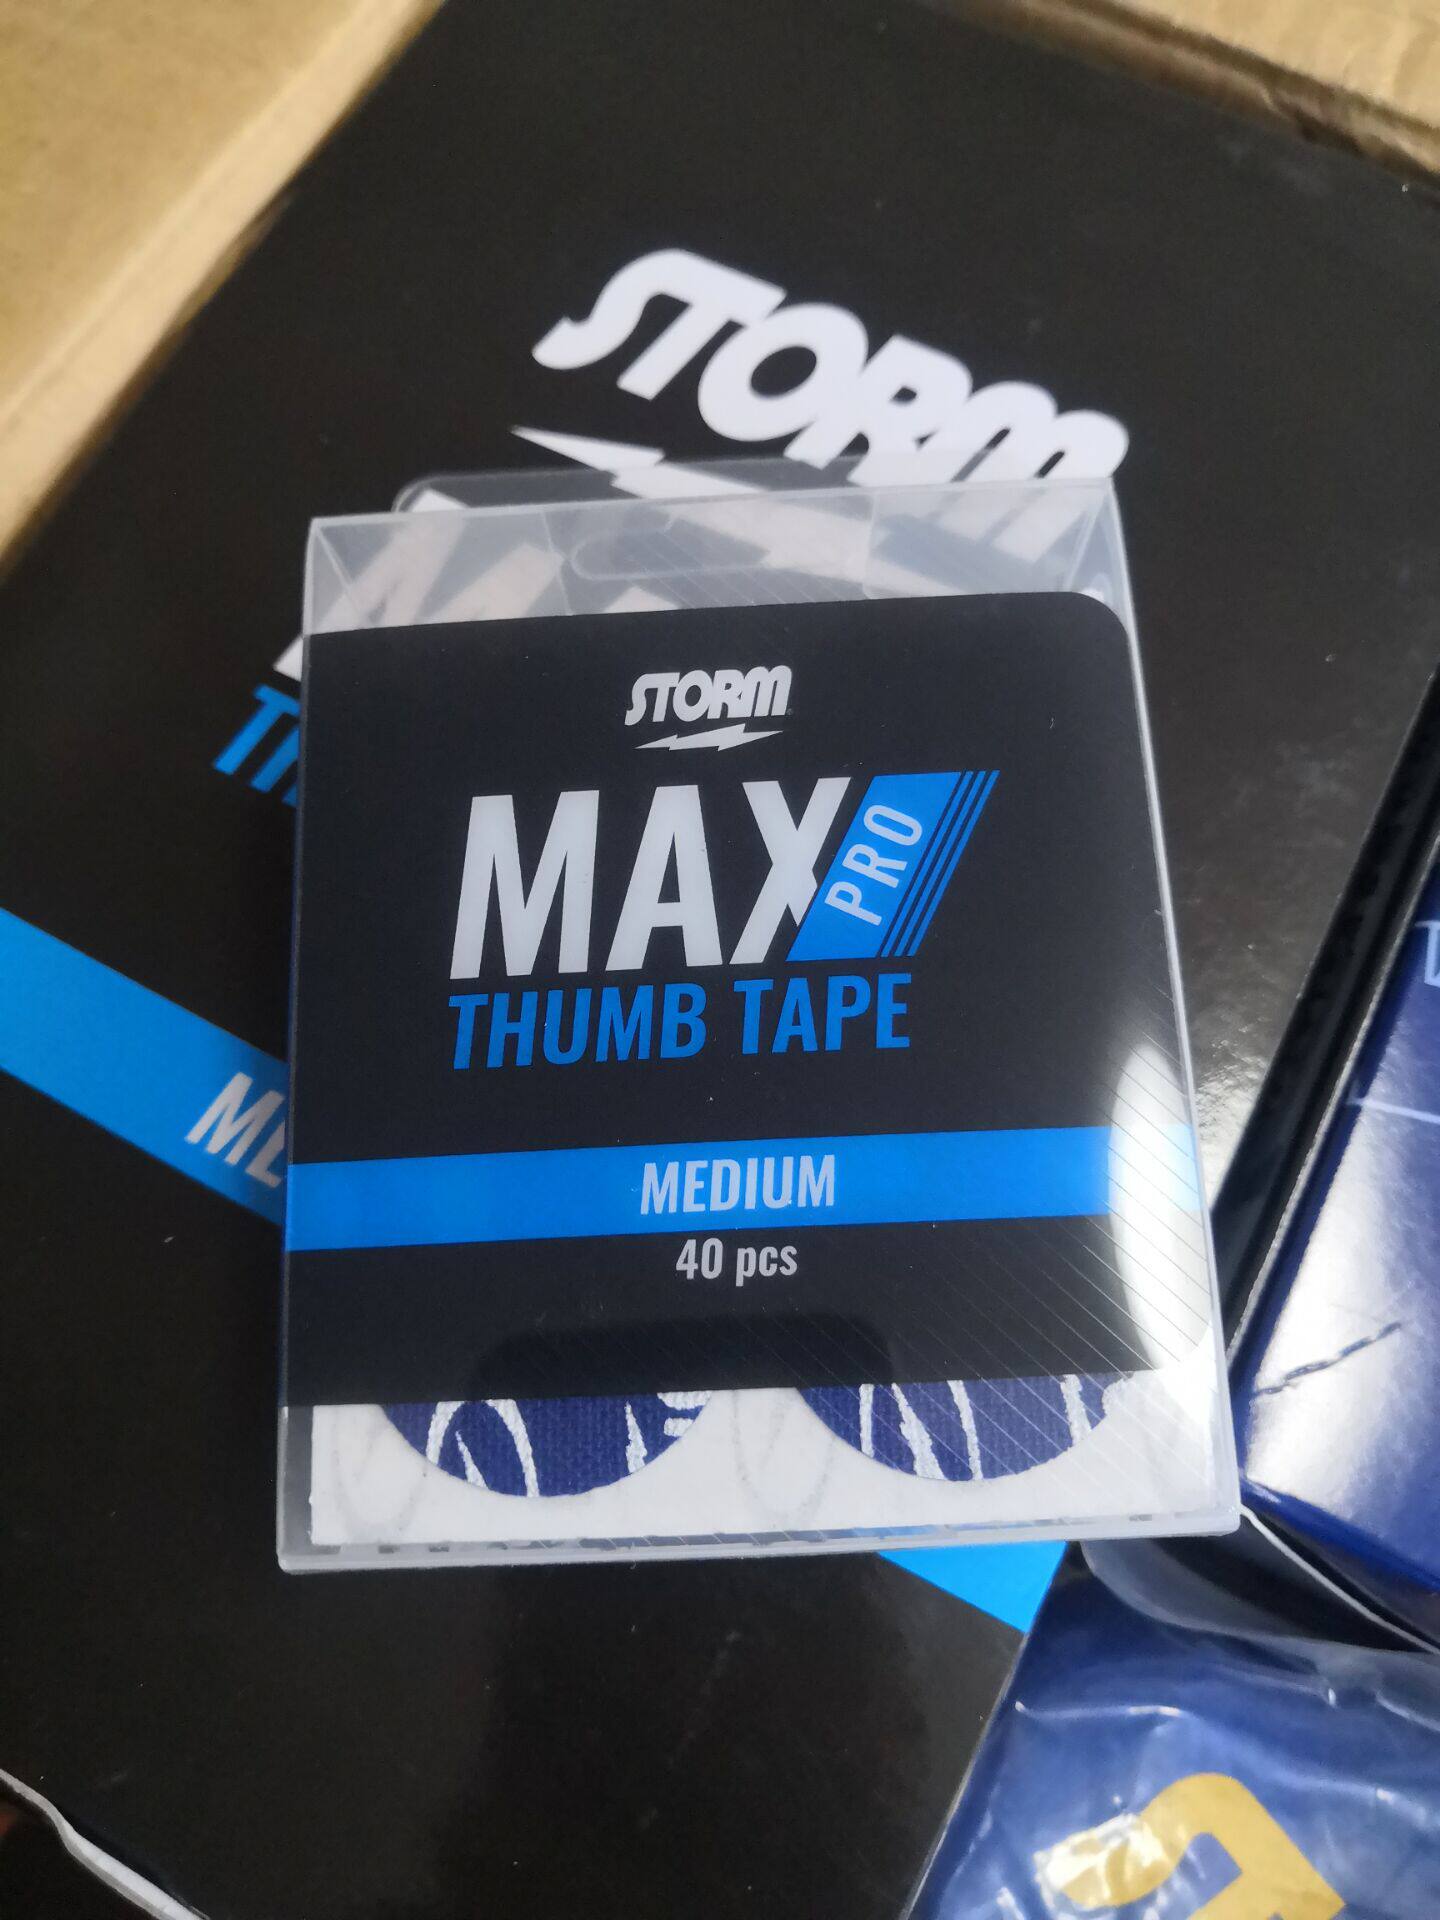 STORM
STORM
MAX PRO
THUMB TAPE
MEDIUM
40 pcs